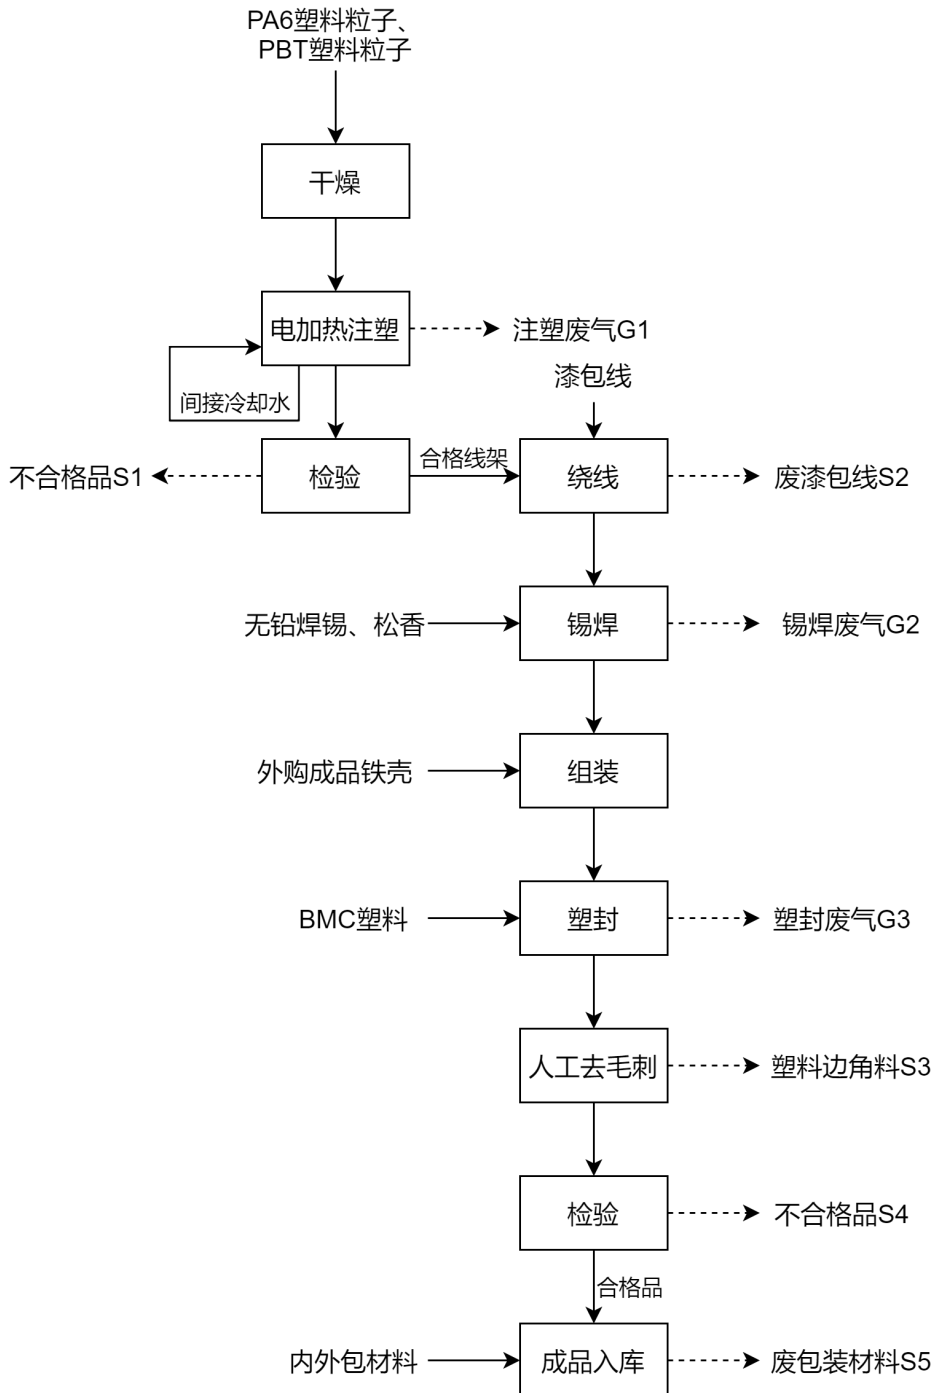 PA6塑料粒子、
PBT塑料粒子
干燥
电加热注塑
注塑废气G1
间接冷却水
漆包线
不合格品S1
检验
合格线架
绕线
废漆包线S2
无铅焊锡、松香
锡焊
锡焊废气G2
外购成品铁壳
组装
BMC塑料
塑封
塑封废气G3
人工去毛刺
塑料边角料S3
检验
不合格品S4
合格品
内外包材料
成品入库
废包装材料S5